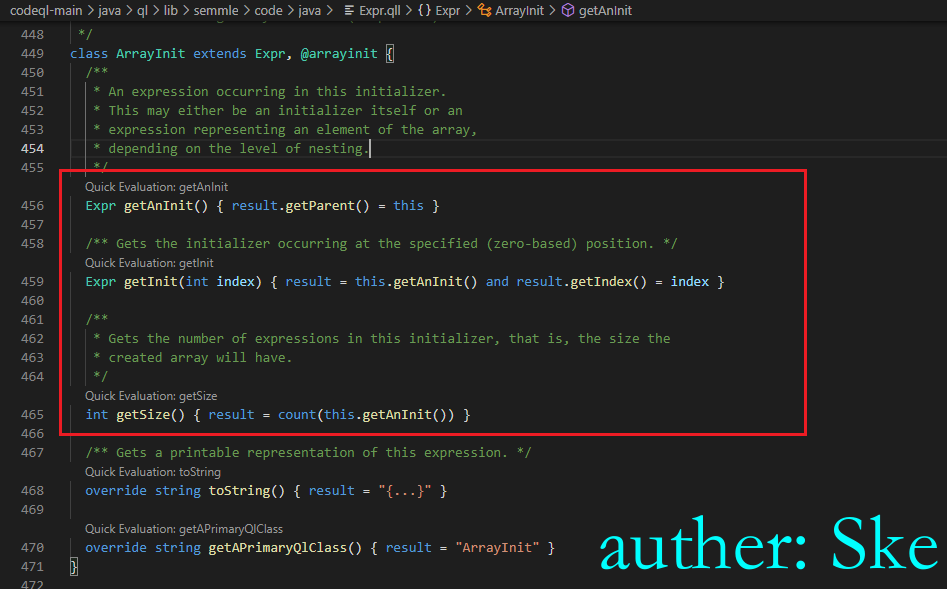 codeql-main > java > ql > lib > semmle > code > java > Expr.qll > {} Expr > ArrayInit > getAnInit
448 */
449 class ArrayInit extends Expr, @arrayinit {
450 /**
451 * An expression occurring in this initializer.
452 * This may either be an initializer itself or an
453 * expression representing an element of the array,
454 * depending on the level of nesting.
455 */
Quick Evaluation: getAnInit
456 Expr getAnInit() { result.getParent() = this }
457
458 /** Gets the initializer occurring at the specified (zero-based) position. */
Quick Evaluation: getInit
459 Expr getInit(int index) { result = this.getAnInit() and result.getIndex() = index }
460
461 /**
462 * Gets the number of expressions in this initializer, that is, the size the
463 * created array will have.
464 */
Quick Evaluation: getSize
465 int getSize() { result = count(this.getAnInit()) }
466
467 /** Gets a printable representation of this expression. */
Quick Evaluation: toString
468 override string toString() { result = "{...}" }
469
Quick Evaluation: getAPrimaryQlClass
470 override string getAPrimaryQlClass() { result = "ArrayInit" }
471 }
472
auther: Ske